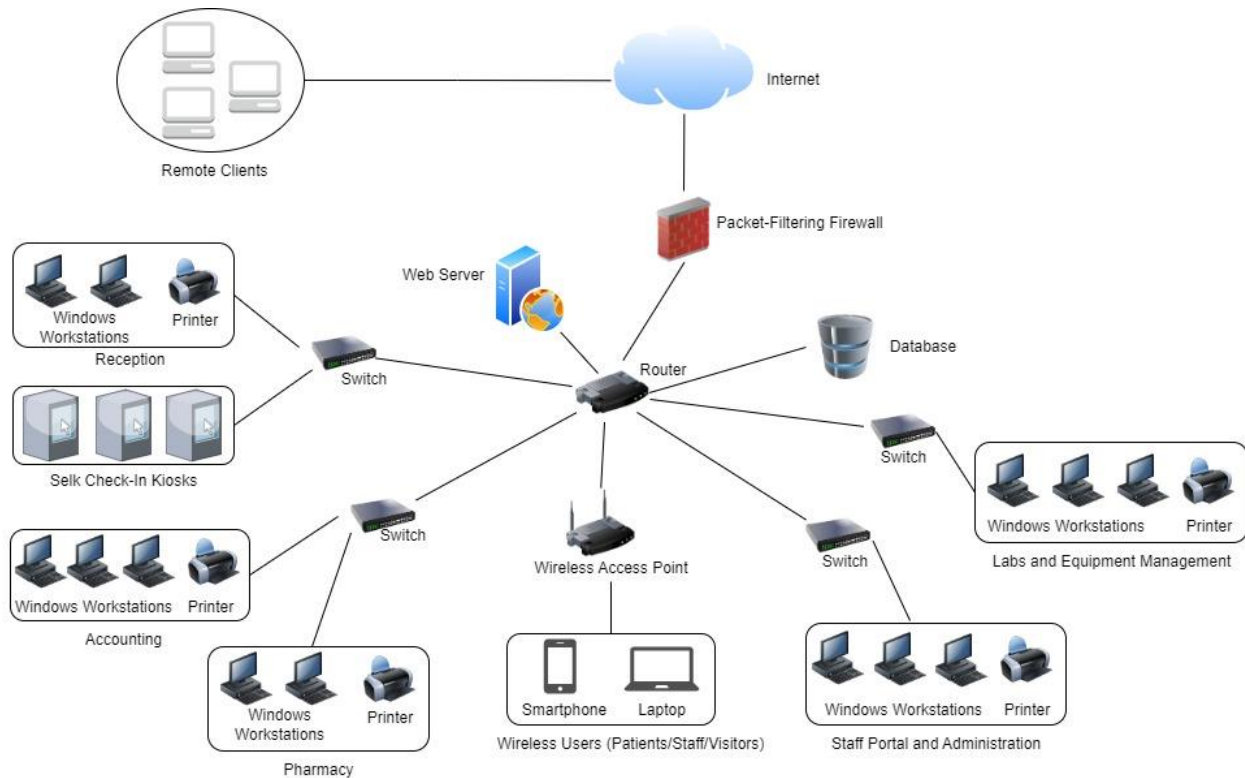 Internet
Remote Clients
Packet-Filtering Firewall
Web Server
Windows
Workstations
Printer
Reception
Switch
Router
Database
Selk Check-In Kiosks
Switch
Switch
Windows Workstations
Printer
Labs and Equipment Management
Switch
Wireless Access Point
Windows Workstations
Printer
Accounting
Windows
Workstations
Printer
Pharmacy
Smartphone
Laptop
Wireless Users (Patients/Staff/Visitors)
Windows Workstations
Printer
Staff Portal and Administration